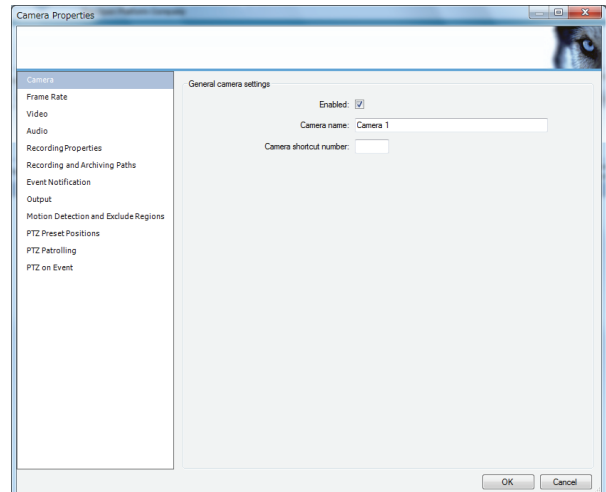 Camera Properties
Camera
Frame Rate
Video
Audio
Recording Properties
Recording and Archiving Paths
Event Notification
Output
Motion Detection and Exclude Regions
PTZ Preset Positions
PTZ Patrolling
PTZ on Event
General camera settings
Enabled:
Camera name: Camera 1
Camera shortcut number:
OK Cancel